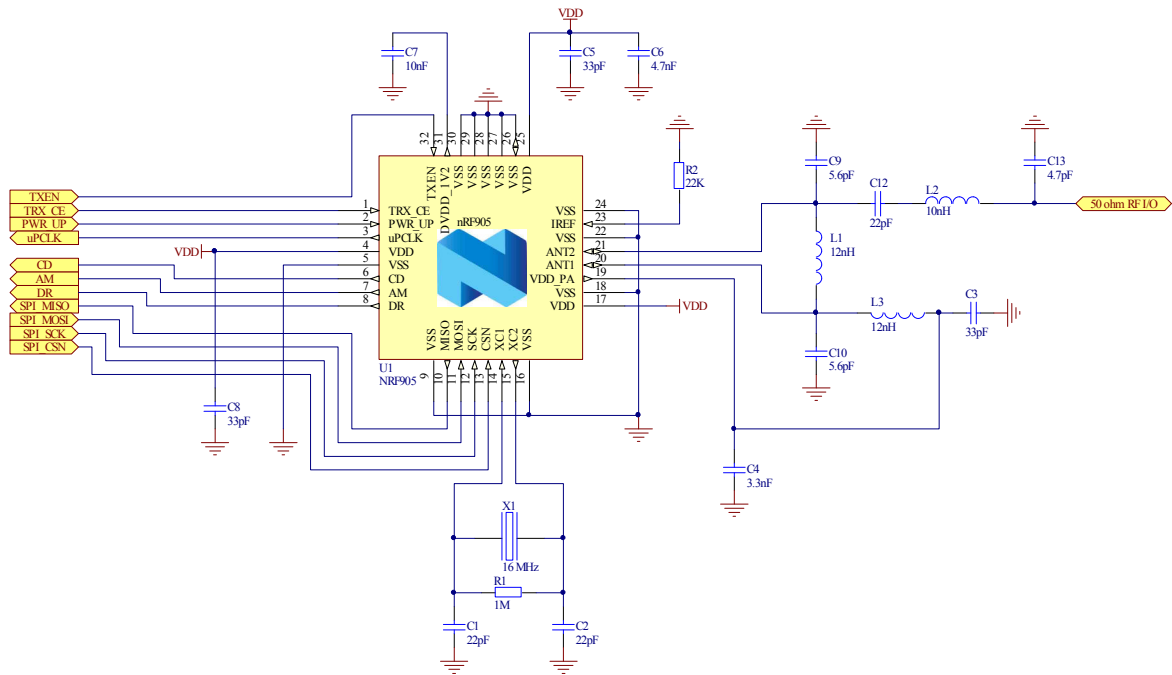 VDD
C7
10nF
C5
33pF
C6
4.7nF
32
31
30
29
28
27
26
25
TXEN
DVDD_1V2
VSS
VSS
VSS
VSS
VSS
VDD
R2
22K
C9
5.6pF
C13
4.7pF
C12
22pF
L2
10nH
50 ohm RF I/O
TXEN
TRX_CE
PWR_UP
uPCLK
CD
AM
DR
SPI_MISO
SPI_MOSI
SPI_SCK
SPI_CSN
VDD
1 TRX_CE
2 PWR_UP
3 uPCLK
4 VDD
5 VSS
6 CD
7 AM
8 DR
nRF905
VSS 24
IREF 23
VSS 22
ANT2 21
ANT1 20
VDD_PA 19
VSS 18
VDD 17
VDD
L1
12nH
L3
12nH
C3
33pF
C10
5.6pF
VSS
MISO
MOSI
SCK
CSN
XC1
XC2
VSS
U1
NRF905
9
10
11
12
13
14
15
16
C8
33pF
C4
3.3nF
X1
16 MHz
R1
1M
C1
22pF
C2
22pF